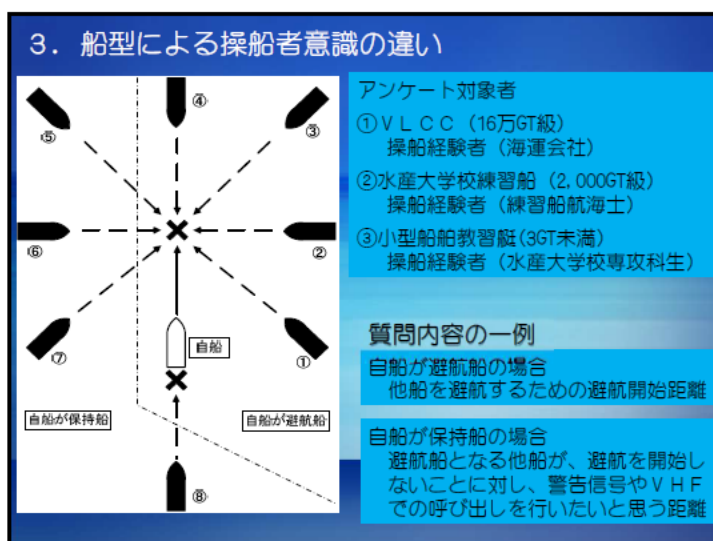 3. 船型による操船者意識の違い
④
⑤
③
⑥
②
自船
⑦
①
自船が保持船
自船が避航船
⑧
アンケート対象者
①VLCC(16万GT級)
操船経験者(海運会社)
②水産大学校練習船(2,000GT級)
操船経験者(練習船航海士)
③小型船舶教習艇(3GT未満)
操船経験者(水産大学校専攻科生)
質問内容の一例
自船が避航船の場合
他船を避航するための避航開始距離
自船が保持船の場合
避航船となる他船が、避航を開始し
ないことに対し、警告信号やVHF
での呼び出しを行いたいと思う距離